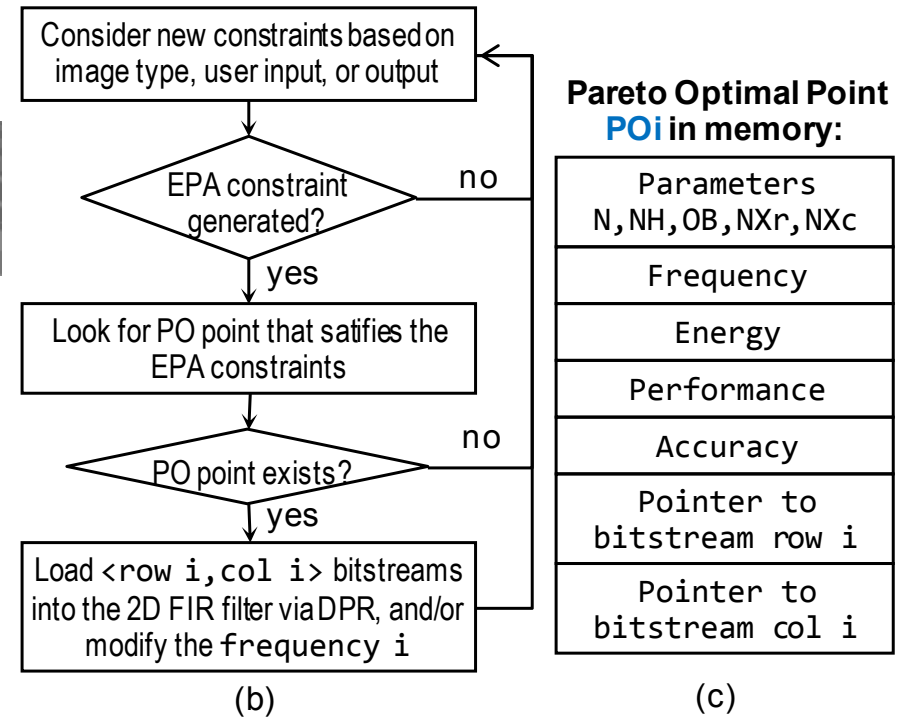 Consider new constraints based on
image type, user input, or output
EPA constraint
generated?
no
yes
Look for PO point that satifies the
EPA constraints
PO point exists?
no
yes
Load <row i,col i> bitstreams
into the 2D FIR filter via DPR, and/or
modify the frequency i
(b)
Pareto Optimal Point
POi in memory:
Parameters
N,NH,OB,NXr,NXc
Frequency
Energy
Performance
Accuracy
Pointer to
bitstream row i
Pointer to
bitstream col i
(c)